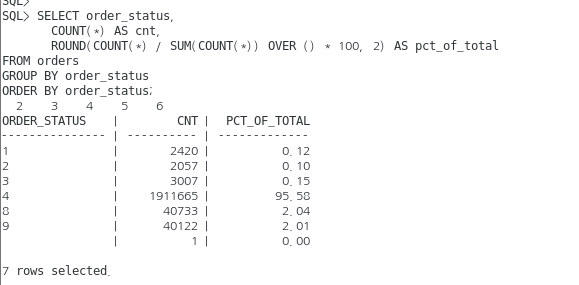 SQL>
SQL> SELECT order_status,
COUNT(*) AS cnt,
ROUND(COUNT(*) / SUM(COUNT(*)) OVER () * 100, 2) AS pct_of_total
FROM orders
GROUP BY order_status
ORDER BY order_status;
2 3 4 5 6
ORDER_STATUS | CNT | PCT_OF_TOTAL
--------------- | ---------- | -------------
1 | 2420 | 0.12
2 | 2057 | 0.10
3 | 3007 | 0.15
4 | 1911665 | 95.58
8 | 40733 | 2.04
9 | 40122 | 2.01
| 1 | 0.00
7 rows selected.